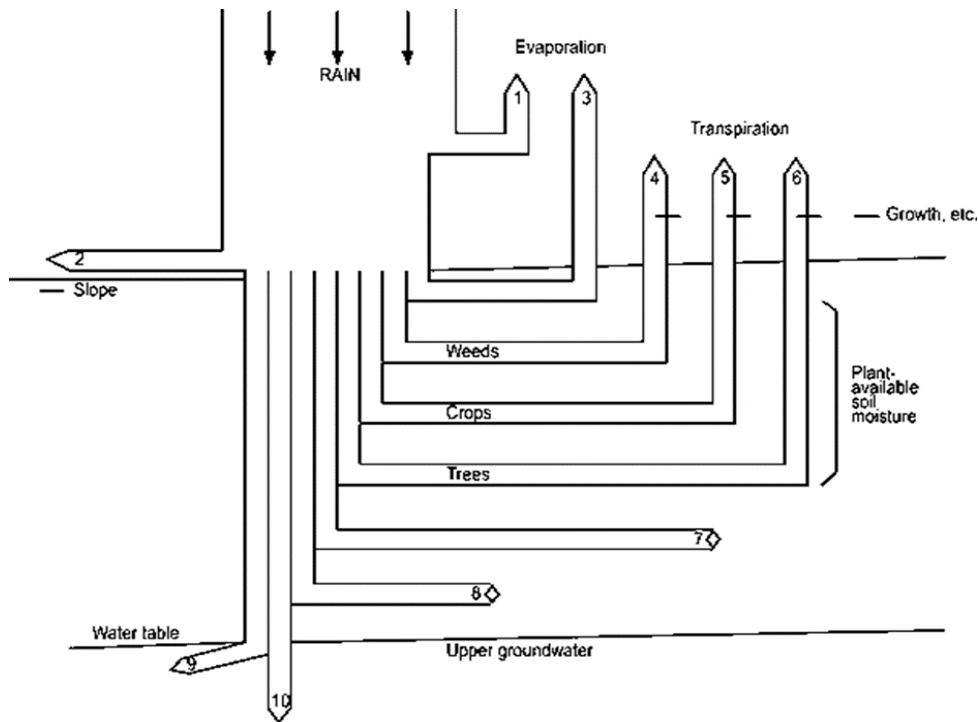 Evaporation
RAIN
1
3
Transpiration
4
5
6
Growth, etc.
2
Slope
Weeds
Plant-
available
soil
moisture
Crops
Trees
7
8
Water table
Upper groundwater
9
10